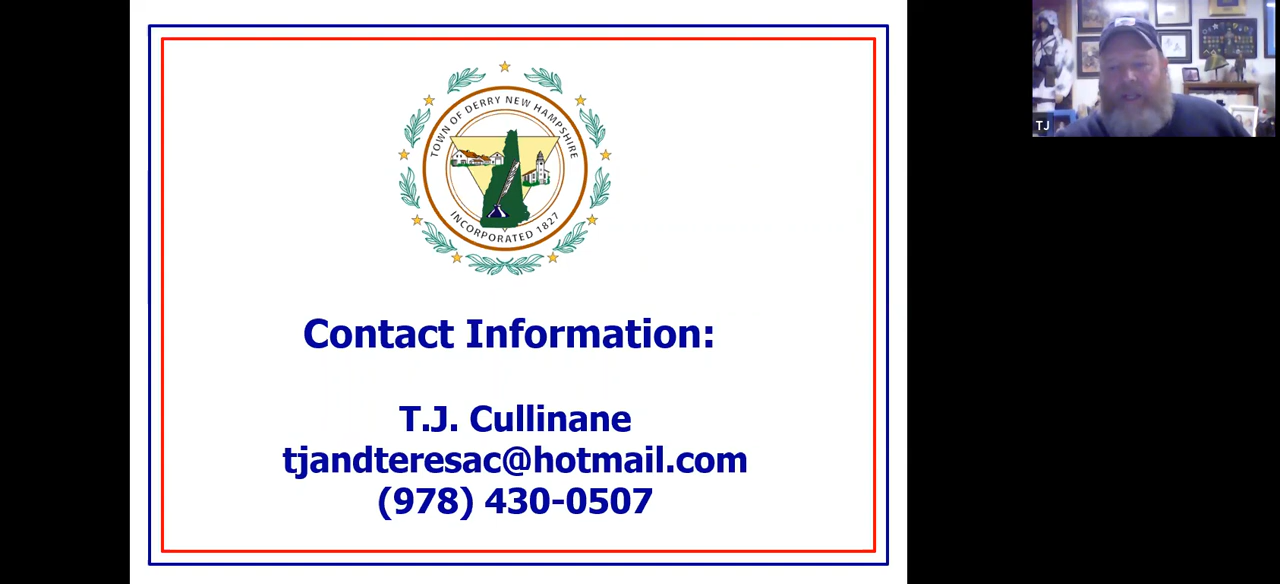 TOWN OF DERRY NEW HAMPSHIRE
INCORPORATED 1827
Contact Information:
T.J. Cullinane
tjandteresac@hotmail.com
(978) 430-0507
TJ